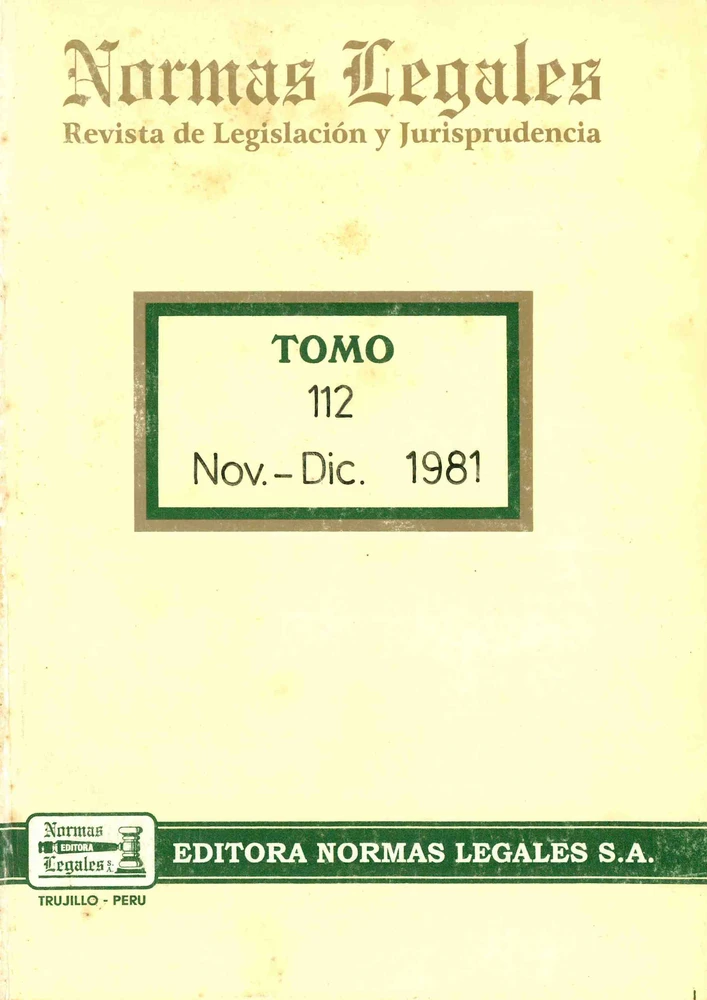 Normas Legales
Revista de Legislación y Jurisprudencia
TOMO
112
Nov.-Dic. 1981
Normas
EDITORA
Legales S.A.
EDITORA NORMAS LEGALES S.A.
TRUJILLO - PERU